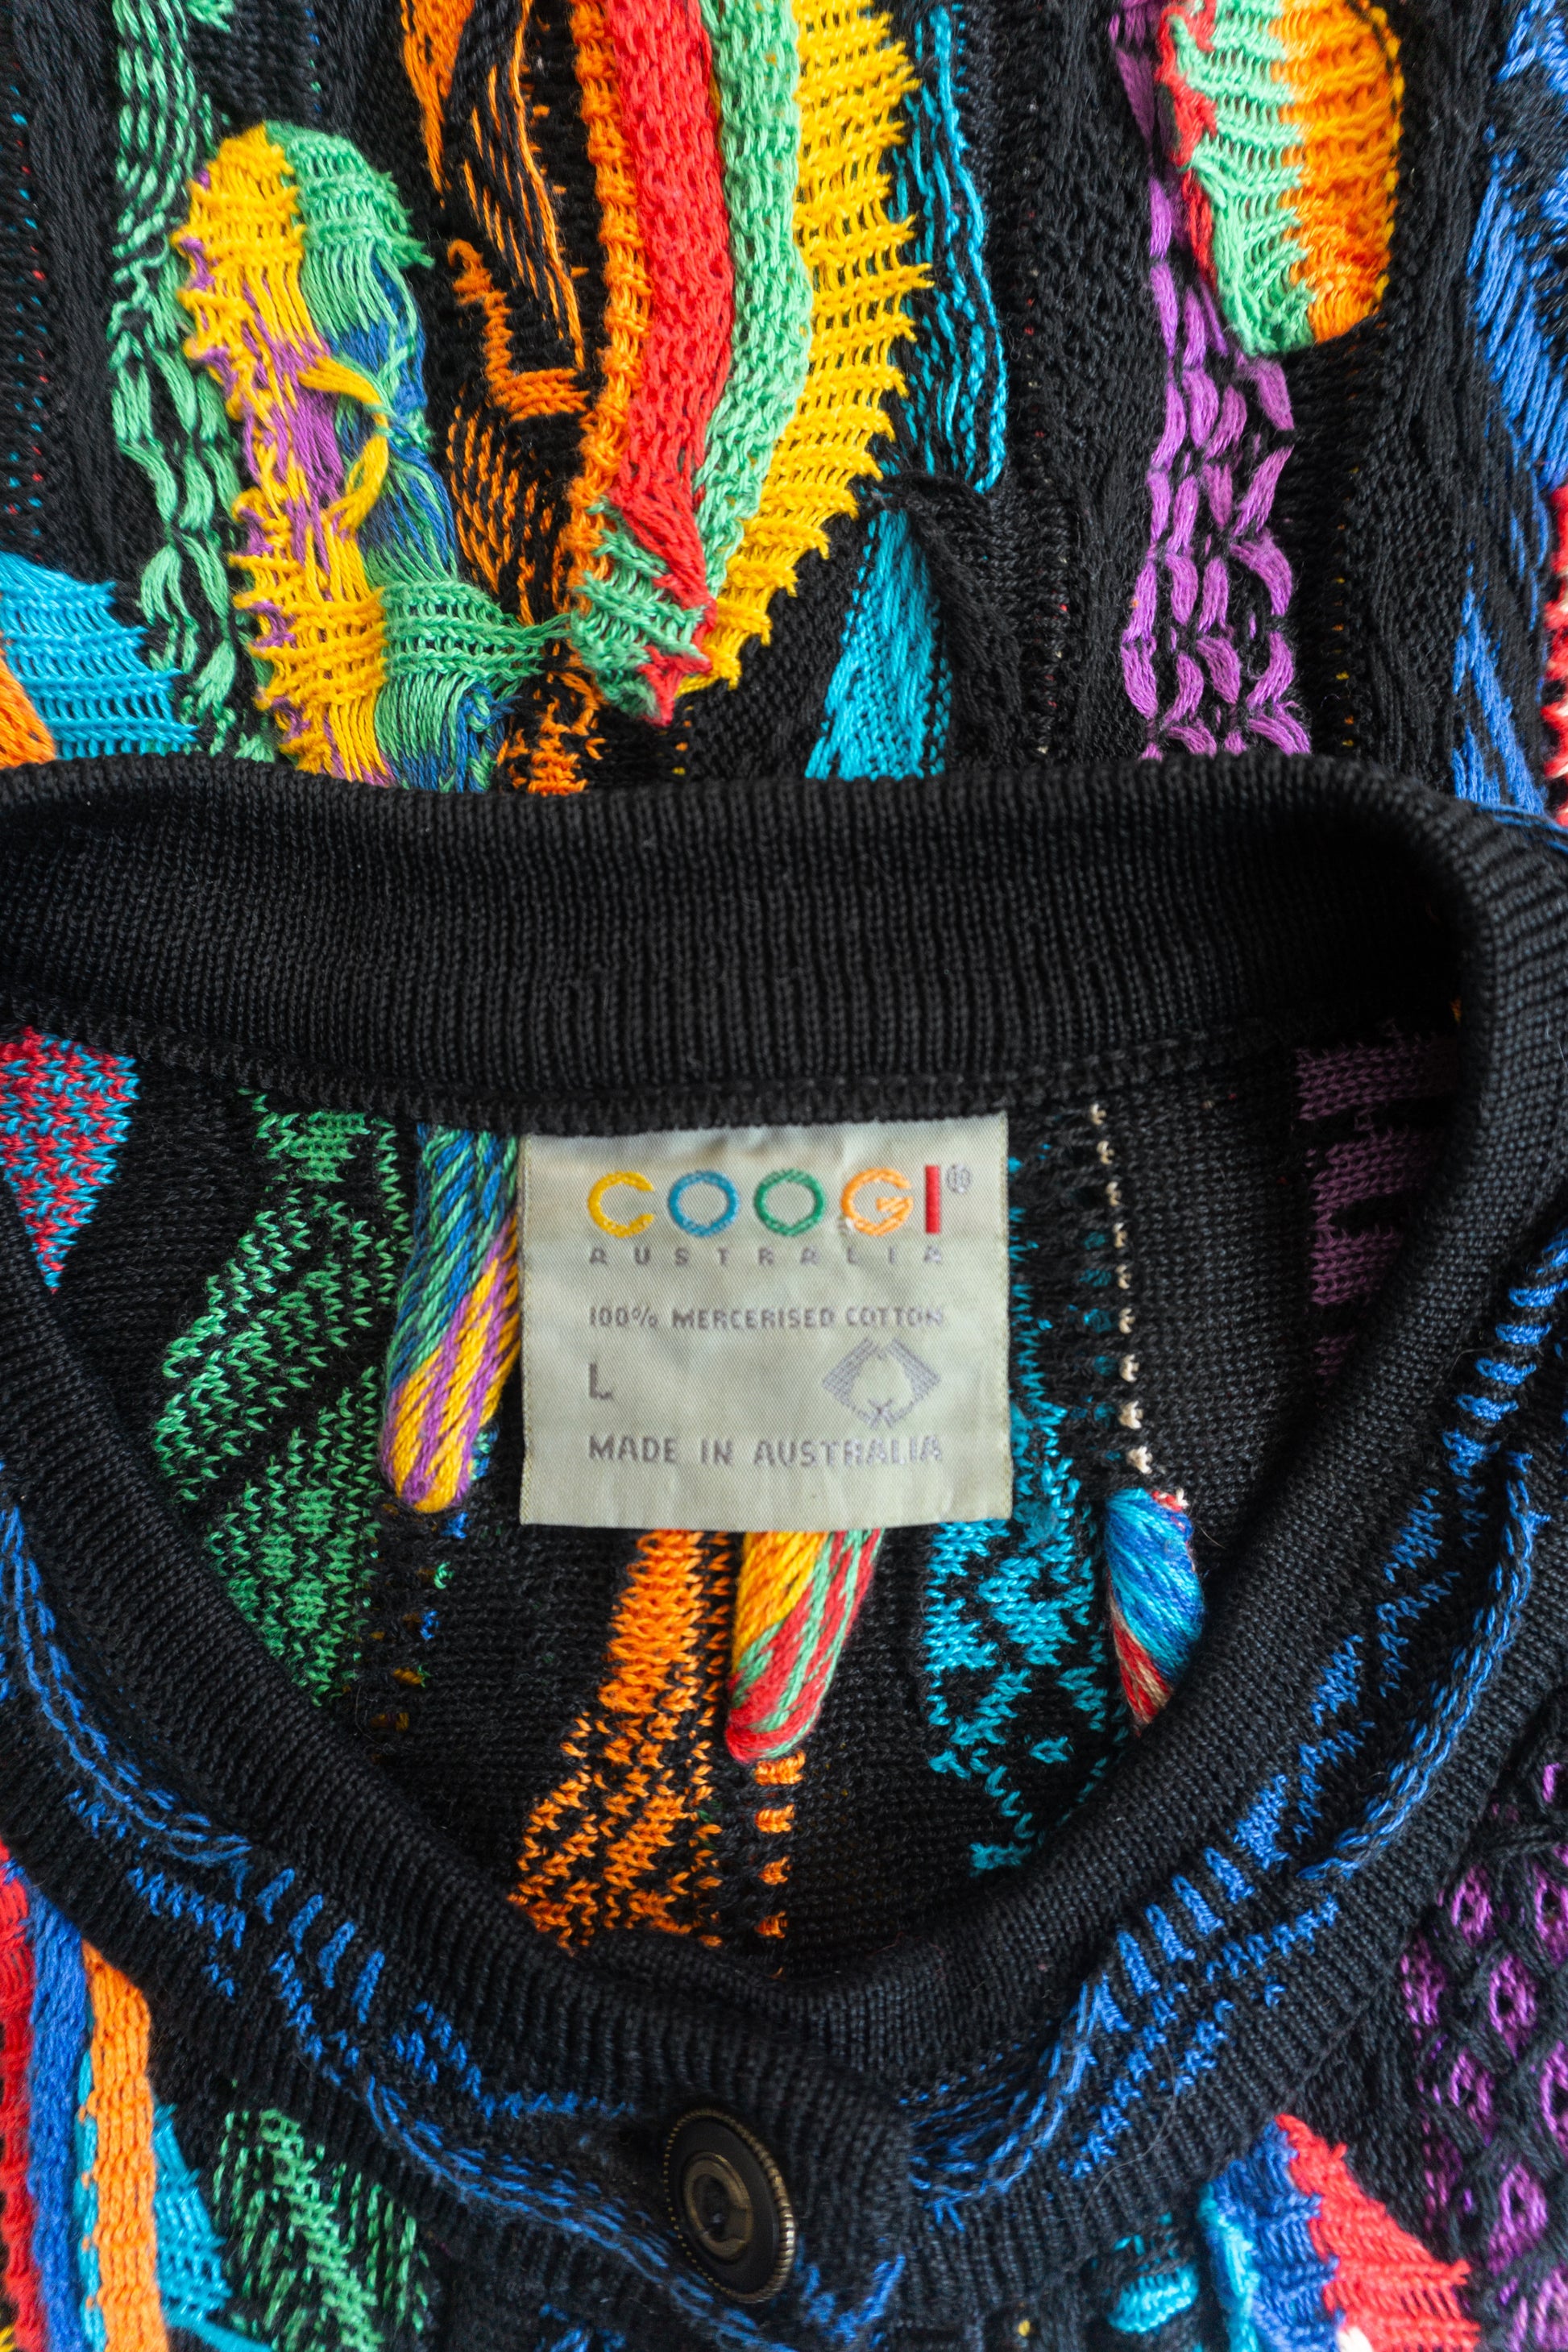 COOGI®
AUSTRALIA
100% MERCERISED COTTON
L
MADE IN AUSTRALIA